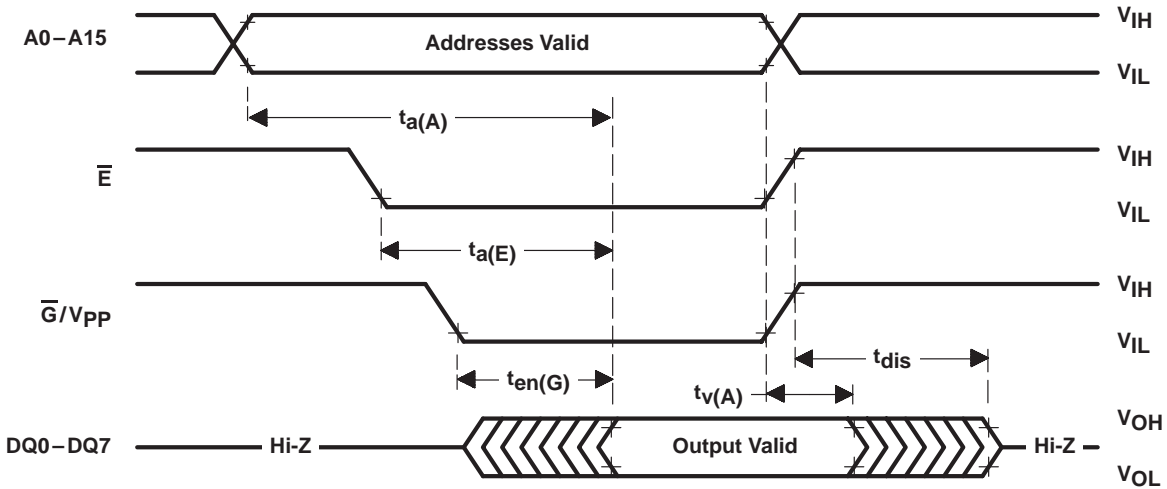 A0–A15
Addresses Valid
VIH
VIL
ta(A)
E
VIH
VIL
ta(E)
G/VPP
VIH
VIL
ten(G)
tv(A)
tdis
DQ0–DQ7
Hi-Z
Output Valid
Hi-Z
VOH
VOL